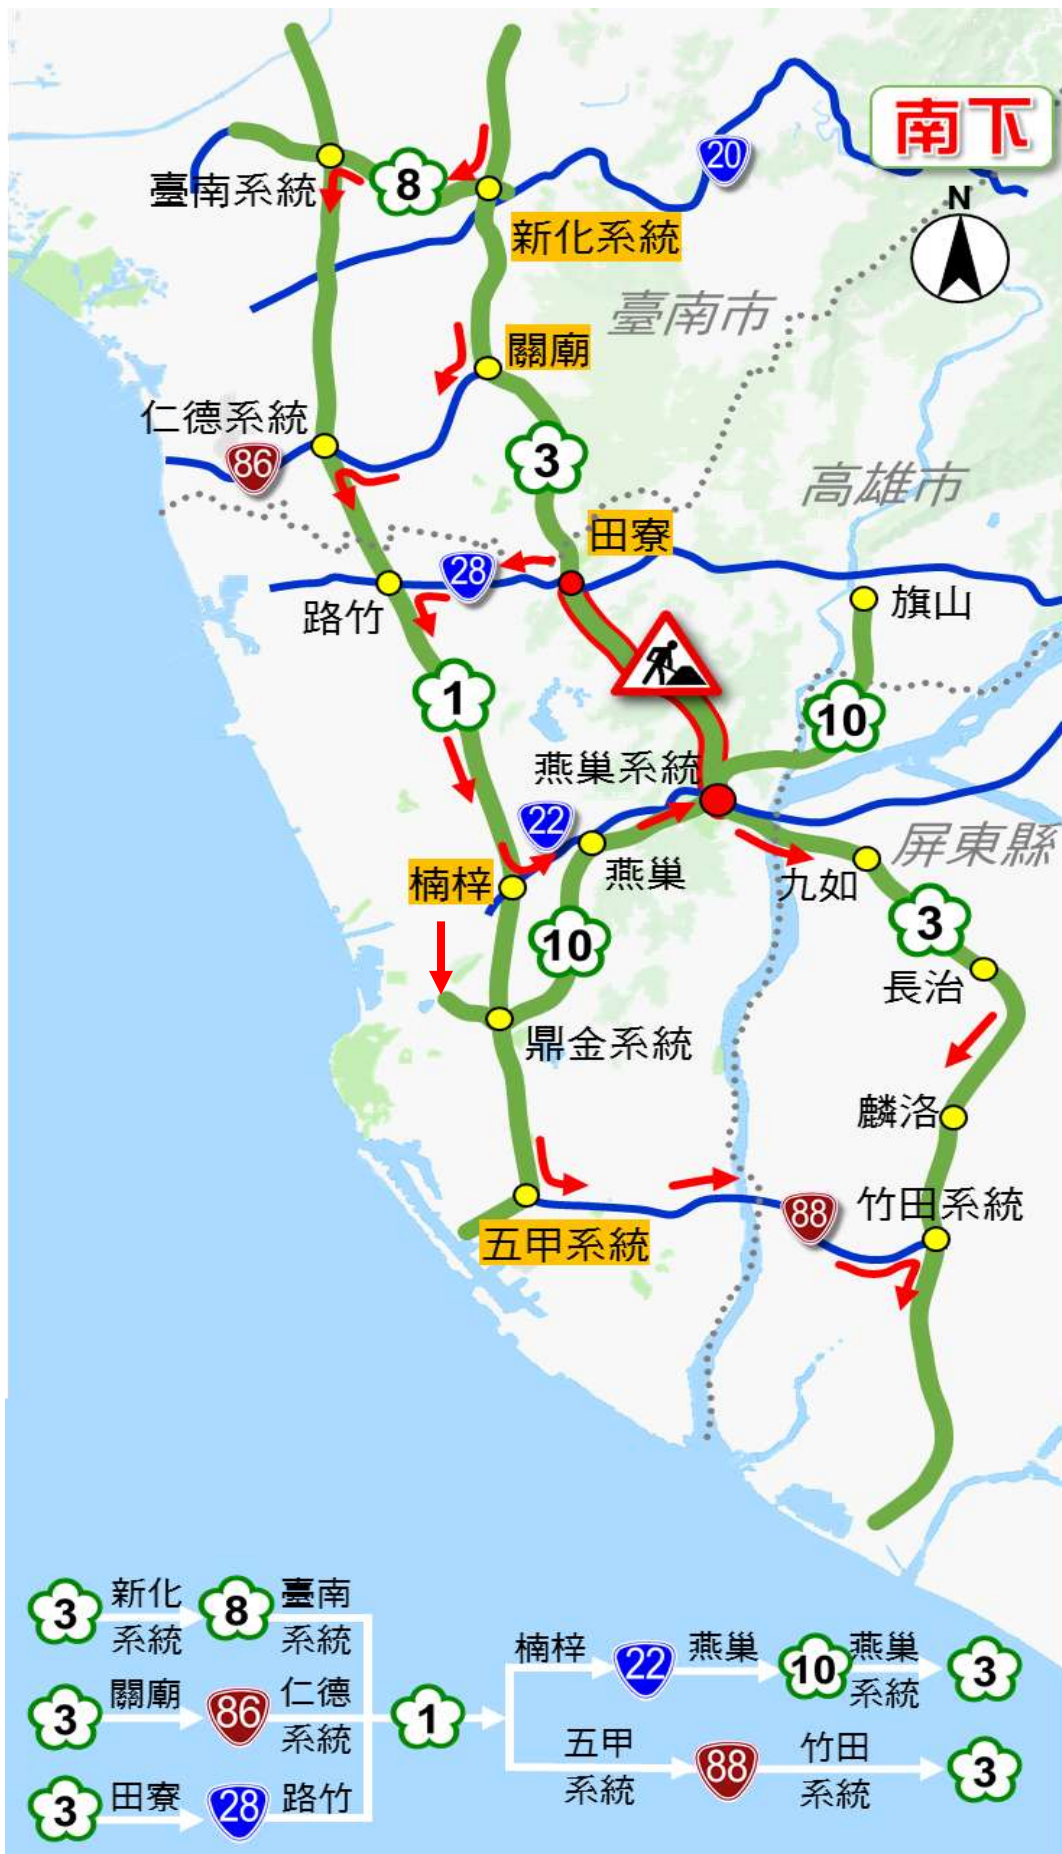 南下
N
20
臺南系統
8
新化系統
臺南市
關廟
仁德系統
86
3
高雄市
田寮
28
路竹
旗山
1
10
燕巢系統
22
屏東縣
燕巢
九如
楠梓
3
10
長治
鼎金系統
麟洛
88
竹田系統
五甲系統
3
新化
系統
8
臺南
系統
3
關廟
86
仁德
系統
3
田寮
28
路竹
1
楠梓
22
燕巢
10
燕巢
系統
3
五甲
系統
88
竹田
系統
3